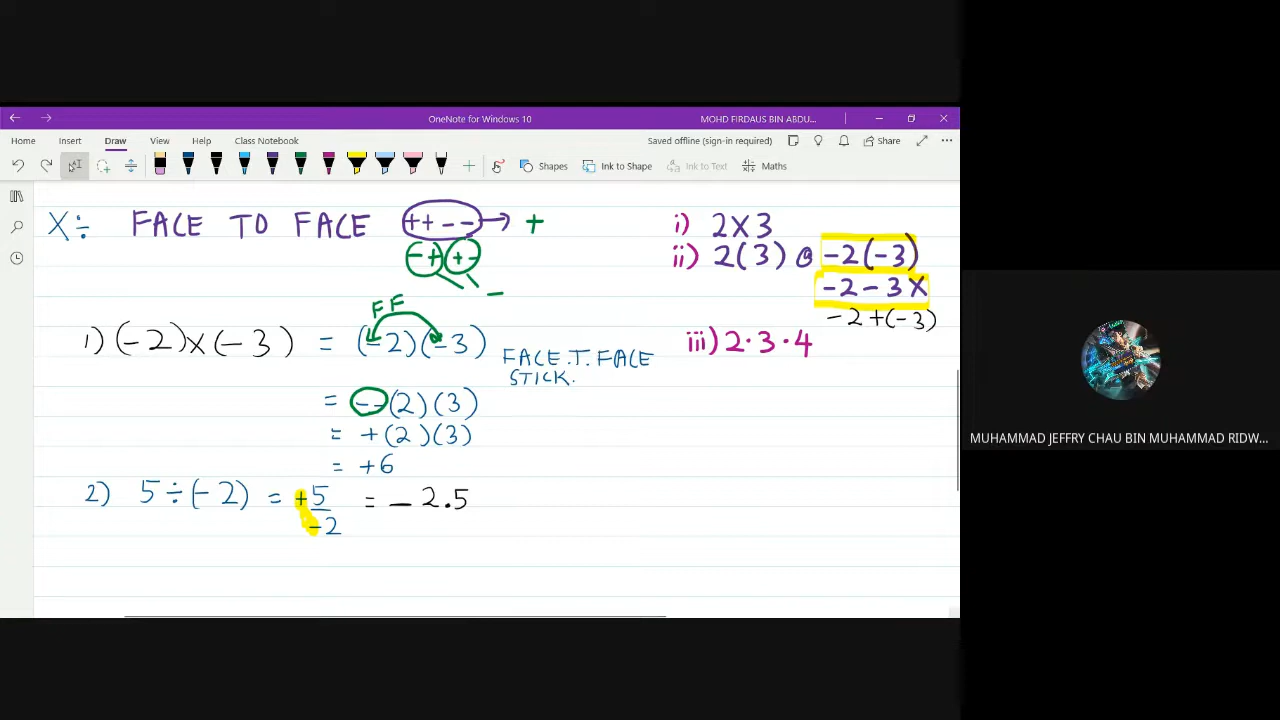 OneNote for Windows 10
MOHD FIRDAUS BIN ABDU...
Home Insert Draw View Help Class Notebook
Saved offline (sign-in required)
Share
Shapes Ink to Shape Ink to Text Maths
X÷ FACE TO FACE ++ -- → +
-+ +- -
i) 2X3
ii) 2(3) @ -2(-3)
-2-3X
-2+(-3)
iii) 2·3·4
FF
1) (-2)x(-3) = (-2)(-3)
FACE.T.FACE
STICK.
= --(2)(3)
= +(2)(3)
= +6
2) 5÷(-2) = +5/-2 = -2.5
MUHAMMAD JEFFRY CHAU BIN MUHAMMAD RIDW...